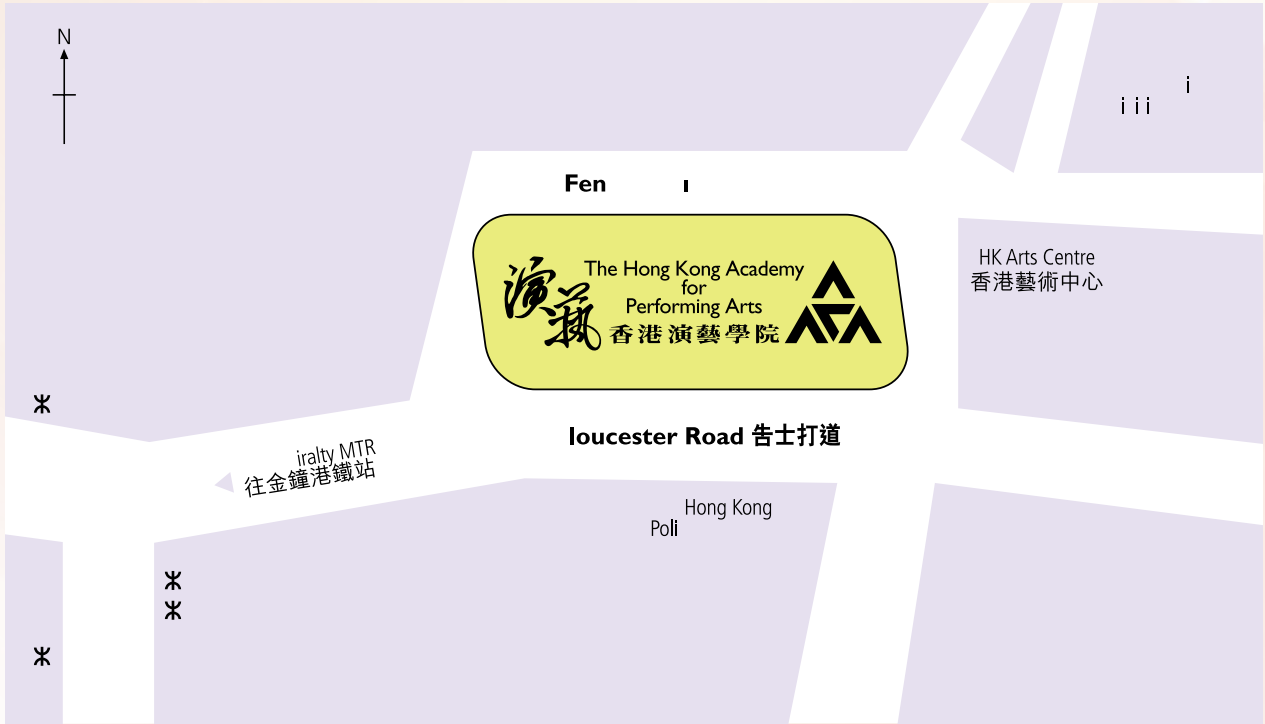 N
i
i i i
Fen ı
演藝
The Hong Kong Academy
for
Performing Arts
香港演藝學院
HK Arts Centre
香港藝術中心
loucester Road 告士打道
iralty MTR
往金鐘港鐵站
Hong Kong
Poli